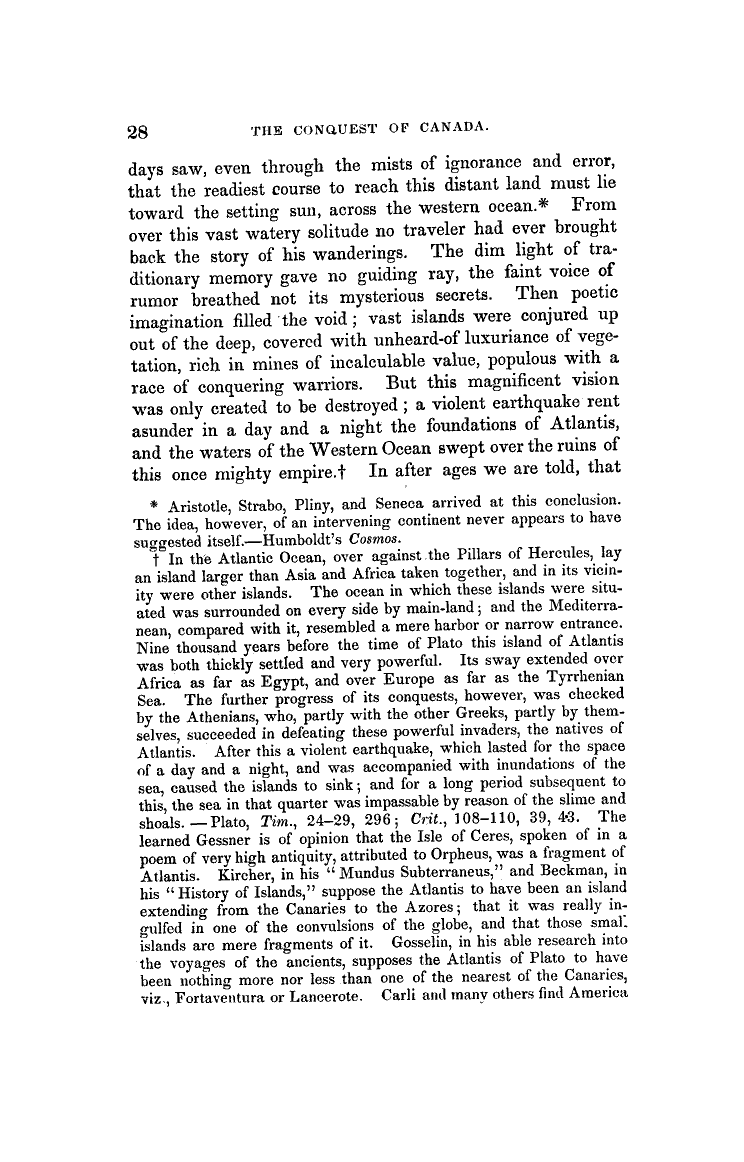 28 THE CONQUEST OF CANADA.
days saw, even through the mists of ignorance and error,
that the readiest course to reach this distant land must lie
toward the setting sun, across the western ocean.* From
over this vast watery solitude no traveler had ever brought
back the story of his wanderings. The dim light of tra-
ditionary memory gave no guiding ray, the faint voice of
rumor breathed not its mysterious secrets. Then poetic
imagination filled the void; vast islands were conjured up
out of the deep, covered with unheard-of luxuriance of vege-
tation, rich in mines of incalculable value, populous with a
race of conquering warriors. But this magnificent vision
was only created to be destroyed; a violent earthquake rent
asunder in a day and a night the foundations of Atlantis,
and the waters of the Western Ocean swept over the ruins of
this once mighty empire.† In after ages we are told, that
* Aristotle, Strabo, Pliny, and Seneca arrived at this conclusion.
The idea, however, of an intervening continent never appears to have
suggested itself.—Humboldt's Cosmos.
† In the Atlantic Ocean, over against the Pillars of Hercules, lay
an island larger than Asia and Africa taken together, and in its vicin-
ity were other islands. The ocean in which these islands were situ-
ated was surrounded on every side by main-land; and the Mediterra-
nean, compared with it, resembled a mere harbor or narrow entrance.
Nine thousand years before the time of Plato this island of Atlantis
was both thickly settled and very powerful. Its sway extended over
Africa as far as Egypt, and over Europe as far as the Tyrrhenian
Sea. The further progress of its conquests, however, was checked
by the Athenians, who, partly with the other Greeks, partly by them-
selves, succeeded in defeating these powerful invaders, the natives of
Atlantis. After this a violent earthquake, which lasted for the space
of a day and a night, and was accompanied with inundations of the
sea, caused the islands to sink; and for a long period subsequent to
this, the sea in that quarter was impassable by reason of the slime and
shoals.—Plato, Tim., 24-29, 296; Crit., 108-110, 39, 43. The
learned Gessner is of opinion that the Isle of Ceres, spoken of in a
poem of very high antiquity, attributed to Orpheus, was a fragment of
Atlantis. Kircher, in his "Mundus Subterraneus," and Beckman, in
his "History of Islands," suppose the Atlantis to have been an island
extending from the Canaries to the Azores; that it was really in-
gulfed in one of the convulsions of the globe, and that those small
islands are mere fragments of it. Gosselin, in his able research into
the voyages of the ancients, supposes the Atlantis of Plato to have
been nothing more nor less than one of the nearest of the Canaries,
viz., Fortaventura or Lancerote. Carli and many others find America